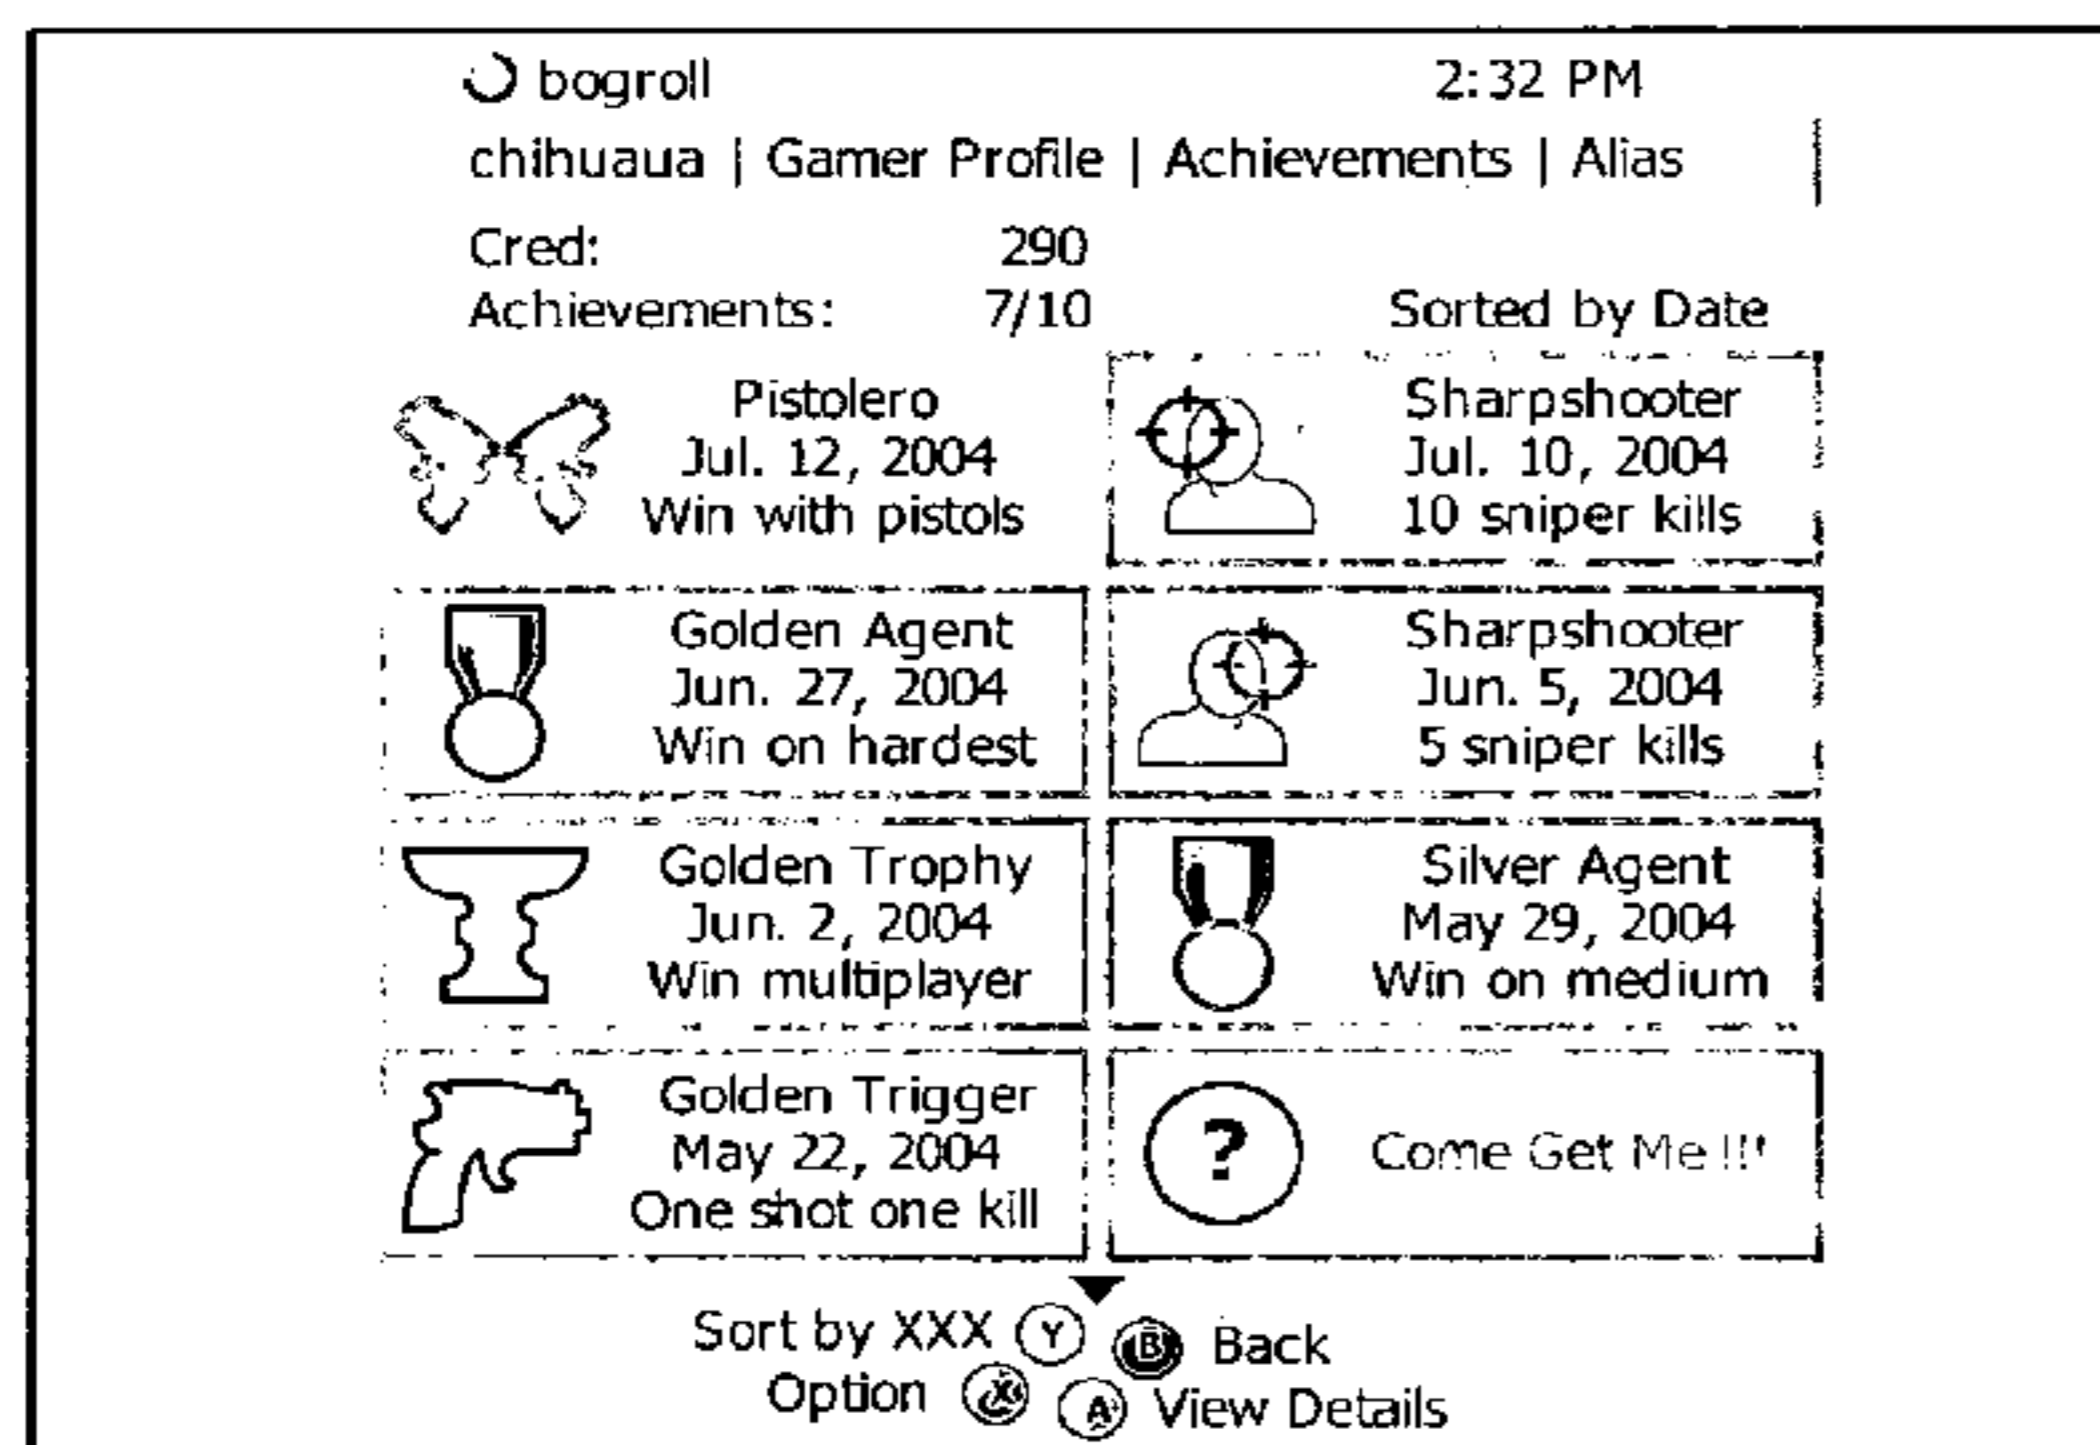 bogroll 2:32 PM
chihuaua | Gamer Profile | Achievements | Alias
Cred: 290
Achievements: 7/10 Sorted by Date
Pistolero
Jul. 12, 2004
Win with pistols
Sharpshooter
Jul. 10, 2004
10 sniper kills
Golden Agent
Jun. 27, 2004
Win on hardest
Sharpshooter
Jun. 5, 2004
5 sniper kills
Golden Trophy
Jun. 2, 2004
Win multiplayer
Silver Agent
May 29, 2004
Win on medium
Golden Trigger
May 22, 2004
One shot one kill
?
Come Get Me !!!
Sort by XXX Y B Back
Option X A View Details